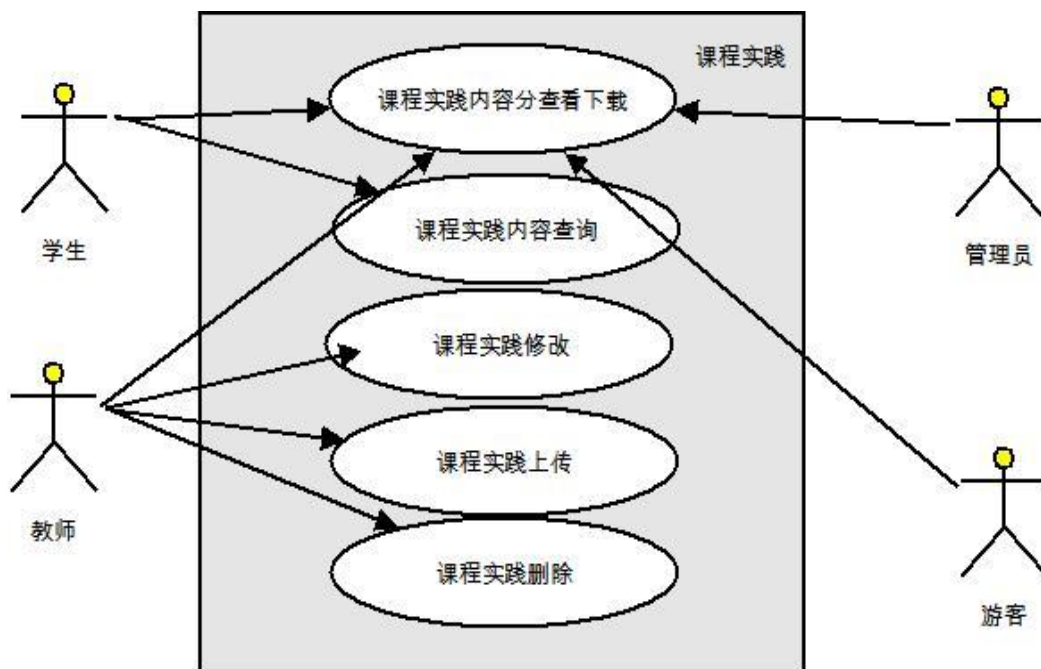 课程实践
课程实践内容分查看下载
学生
课程实践内容查询
管理员
课程实践修改
教师
课程实践上传
课程实践删除
游客